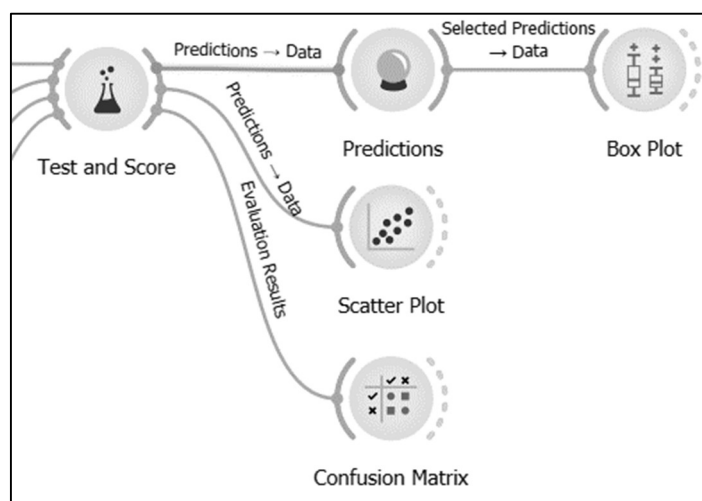 Predictions → Data
Selected Predictions
→ Data
Test and Score
Predictions
Box Plot
Predictions → Data
Evaluation Results
Scatter Plot
Confusion Matrix